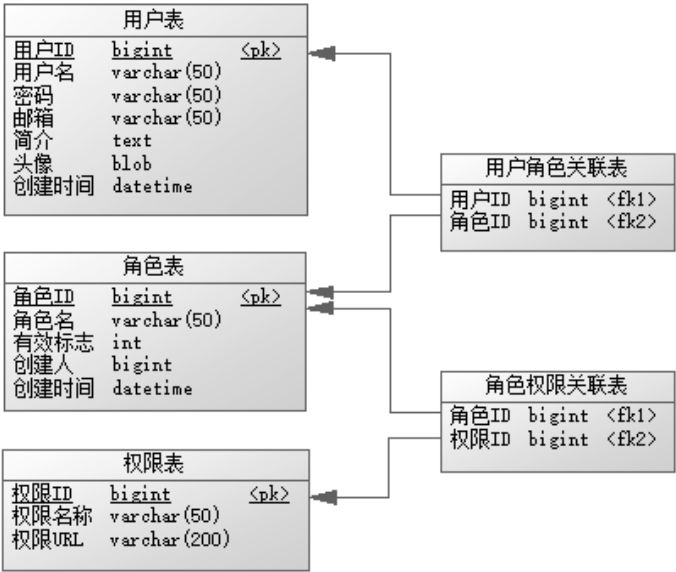 用户表
用户ID bigint <pk>
用户名 varchar(50)
密码 varchar(50)
邮箱 varchar(50)
简介 text
头像 blob
创建时间 datetime
用户角色关联表
用户ID bigint <fk1>
角色ID bigint <fk2>
角色表
角色ID bigint <pk>
角色名 varchar(50)
有效标志 int
创建人 bigint
创建时间 datetime
角色权限关联表
角色ID bigint <fk1>
权限ID bigint <fk2>
权限表
权限ID bigint <pk>
权限名称 varchar(50)
权限URL varchar(200)